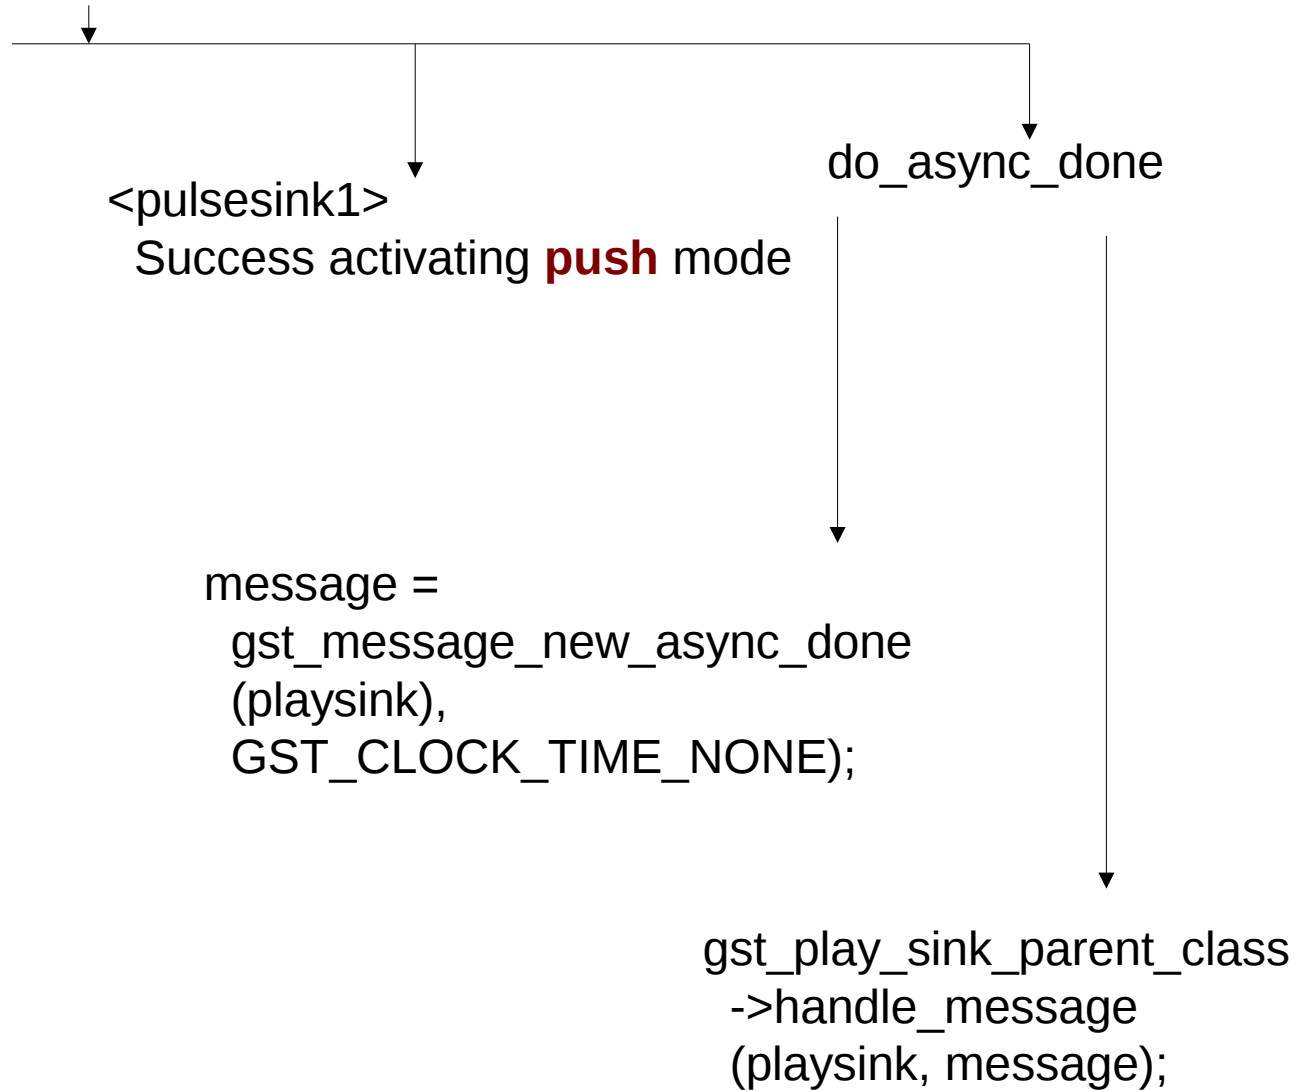 do_async_done
<pulsesink1>
Success activating push mode
message =
gst_message_new_async_done
(playsink),
GST_CLOCK_TIME_NONE);
gst_play_sink_parent_class
->handle_message
(playsink, message);